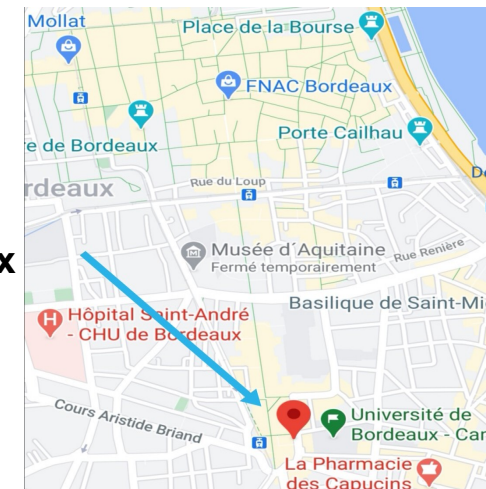 Mollat
Place de la Bourse
FNAC Bordeaux
Porte Cailhau
e de Bordeaux
rdeaux
Rue du Loup
De
Musée d´Aquitaine
Fermé temporairement
Rue Renière
x
Basilique de Saint-Mi
Hôpital Saint-André
- CHU de Bordeaux
Cours Aristide Briand
Université de
Bordeaux - Car
La Pharmacie
des Capucins